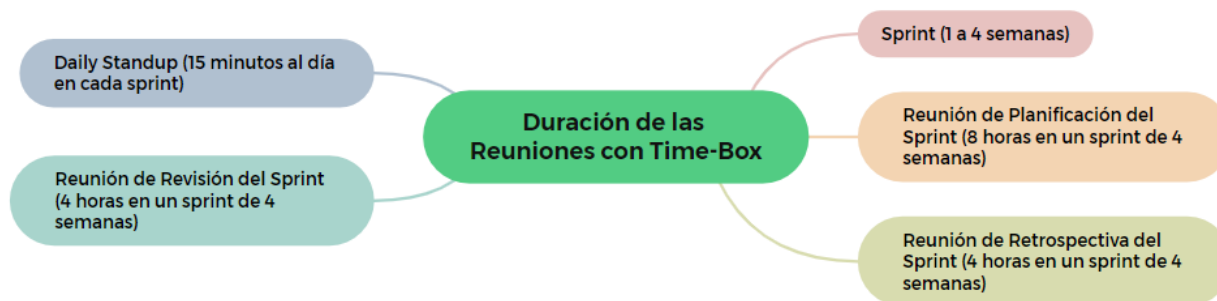 Duración de las
Reuniones con Time-Box
Sprint (1 a 4 semanas)
Reunión de Planificación del
Sprint (8 horas en un sprint de 4
semanas)
Reunión de Retrospectiva del
Sprint (4 horas en un sprint de 4
semanas)
Daily Standup (15 minutos al día
en cada sprint)
Reunión de Revisión del Sprint
(4 horas en un sprint de 4
semanas)